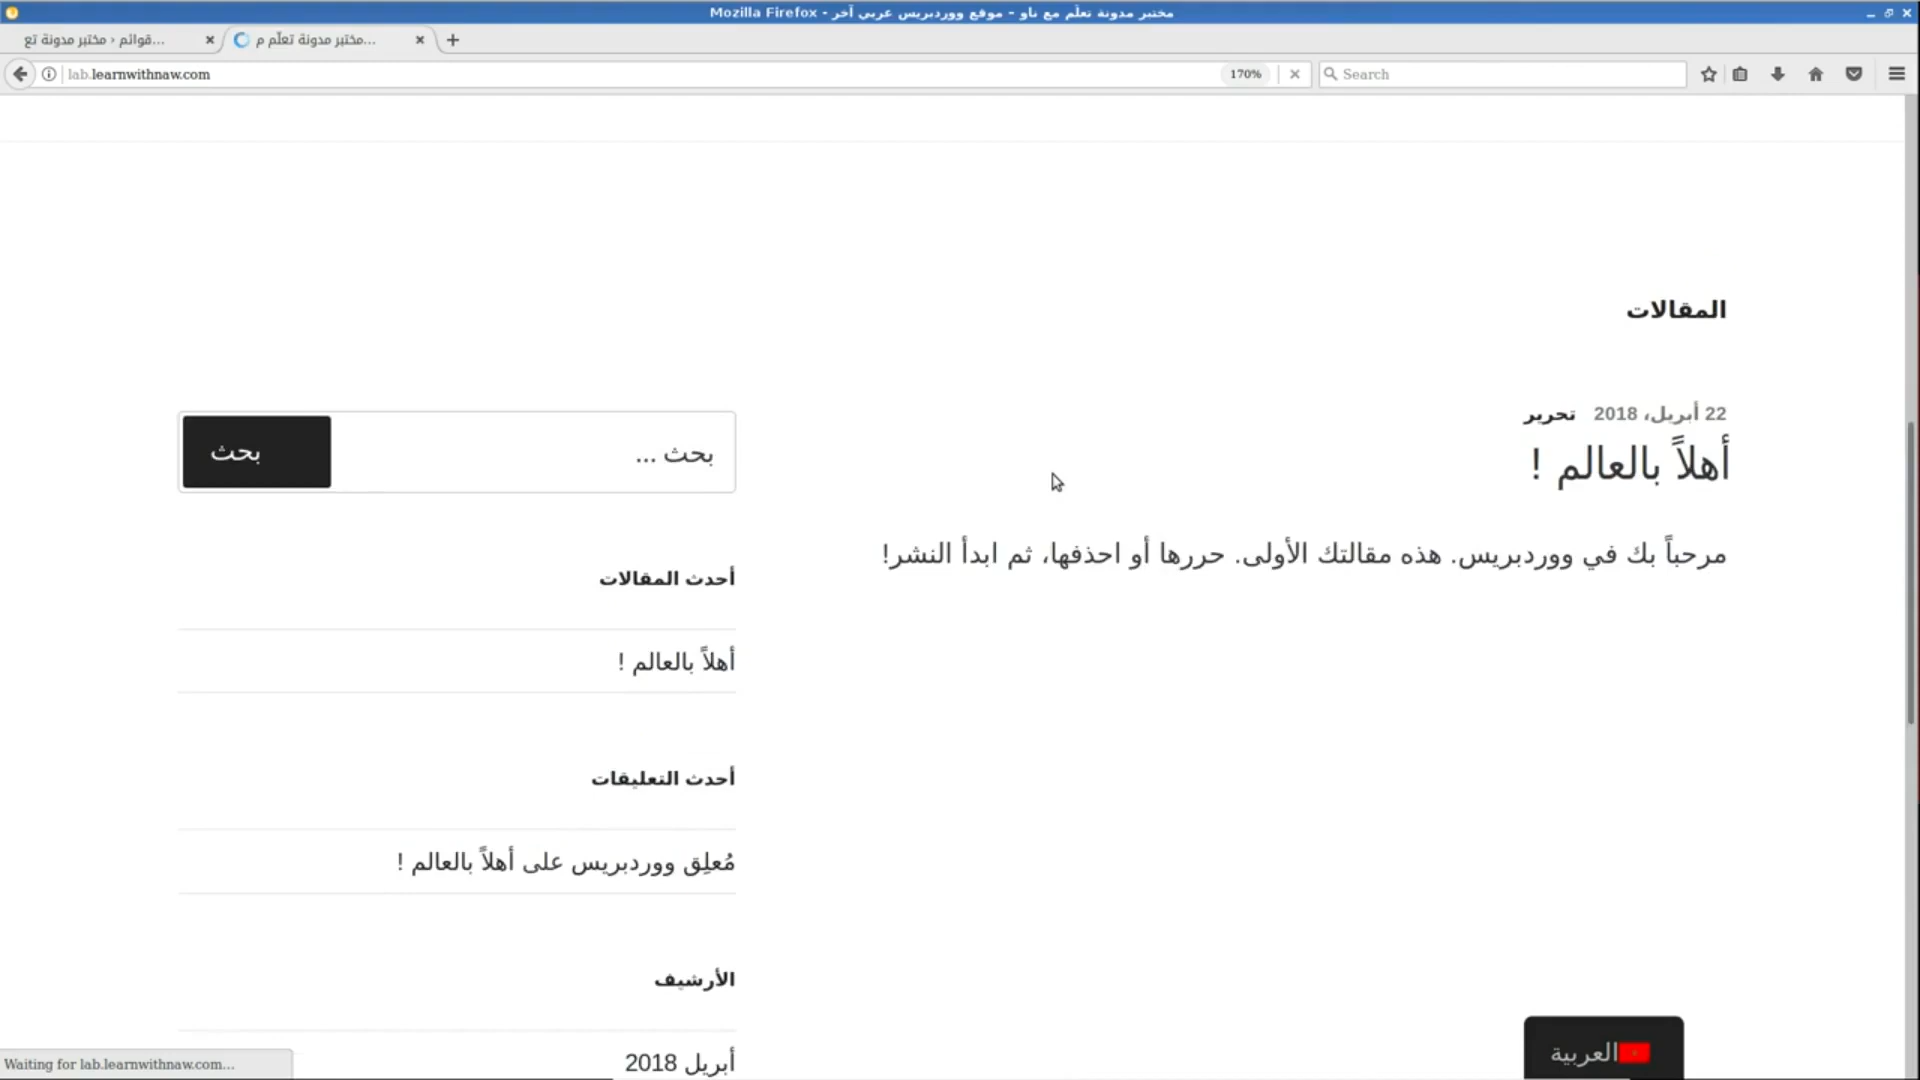 مختبر مدونة تعلّم مع ناو – موقع ووردبريس عربي آخر - Mozilla Firefox
قوائم ‹ مختبر مدونة تع...
مختبر مدونة تعلّم م...
lab.learnwithnaw.com
170%
Search
المقالات
22 أبريل، 2018 تحرير
أهلاً بالعالم !
مرحباً بك في ووردبريس. هذه مقالتك الأولى. حررها أو احذفها، ثم ابدأ النشر!
بحث ...
بحث
أحدث المقالات
أهلاً بالعالم !
أحدث التعليقات
مُعلِق ووردبريس على أهلاً بالعالم !
الأرشيف
أبريل 2018
العربية
Waiting for lab.learnwithnaw.com...